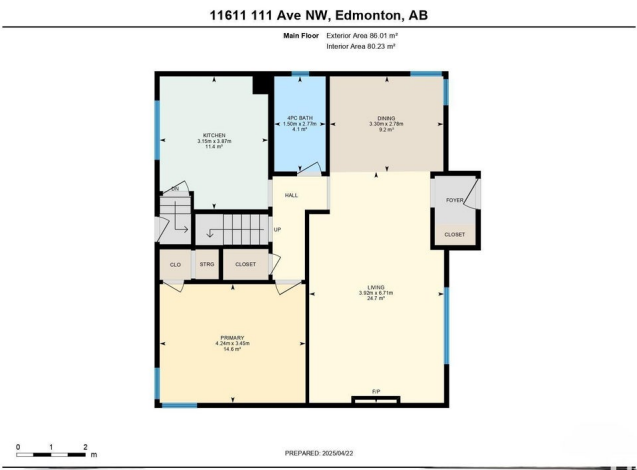 11611 111 Ave NW, Edmonton, AB
Main Floor Exterior Area 86.01 m²
Interior Area 80.23 m²
KITCHEN
3.15m x 3.87m
11.4 m²
4PC BATH
1.50m x 2.77m
4.1 m²
DINING
3.30m x 2.78m
9.2 m²
DN
HALL
FOYER
UP
CLOSET
CLO
STRG
CLOSET
LIVING
3.92m x 6.71m
24.7 m²
PRIMARY
4.24m x 3.45m
14.6 m²
F/P
0 1 2
m
PREPARED: 2025/04/22